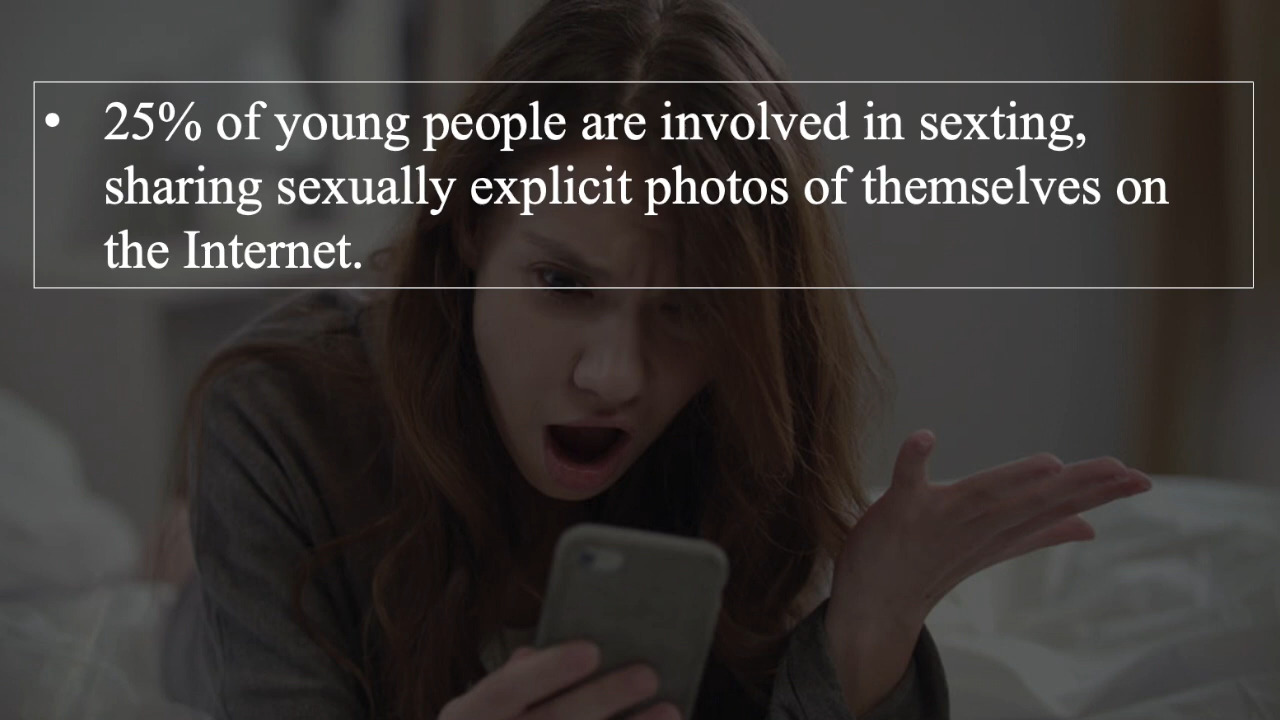 • 25% of young people are involved in sexting,
sharing sexually explicit photos of themselves on
the Internet.